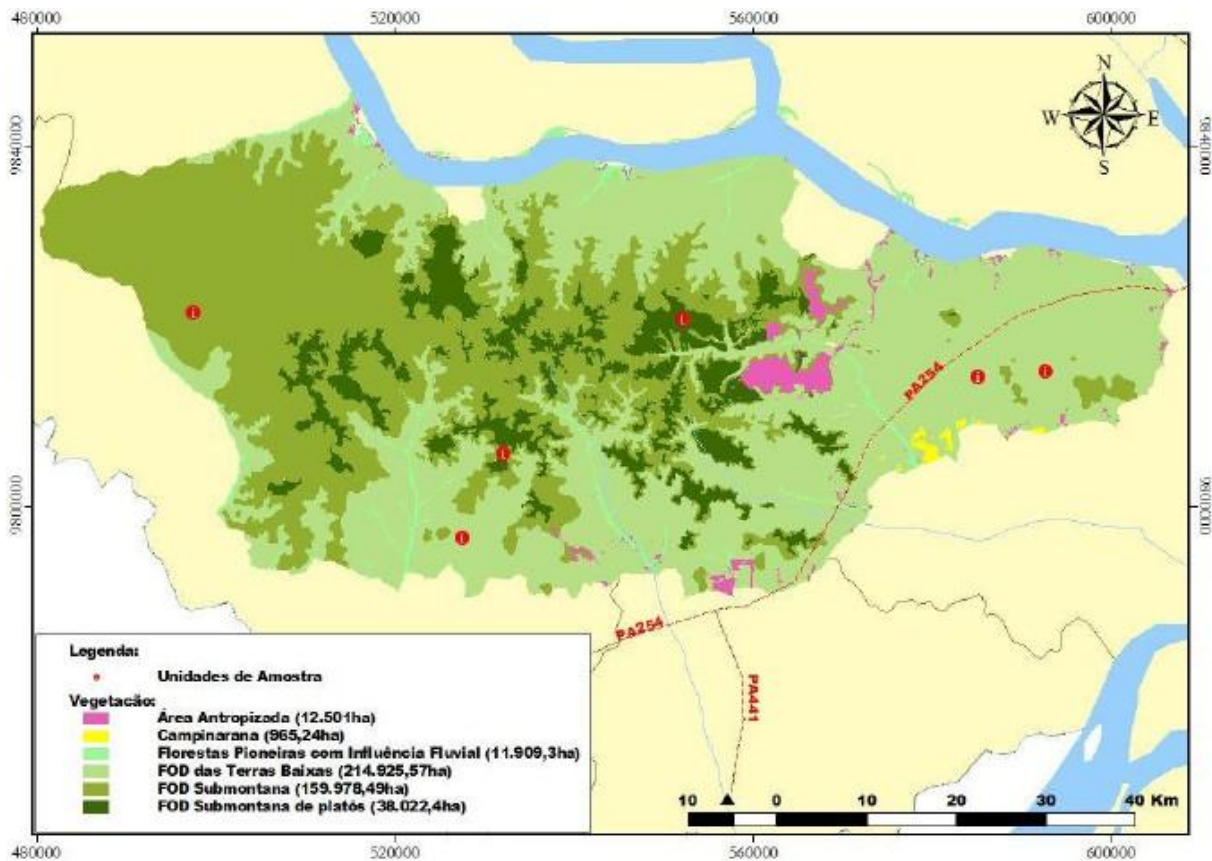 480000 520000 560000 600000
N
W E
S
9840000 9840000
i
i
i
i
i
i
PA254
9800000 9800000
PA254
PA441
Legenda:
Unidades de Amostra
Vegetação:
Área Antropizada (12.501ha)
Campinarana (965,24ha)
Florestas Pioneiras com Influência Fluvial (11.909,3ha)
FOD das Terras Baixas (214.925,57ha)
FOD Submontana (159.978,49ha)
FOD Submontana de platôs (38.022,4ha)
10 0 10 20 30 40 Km
480000 520000 560000 600000